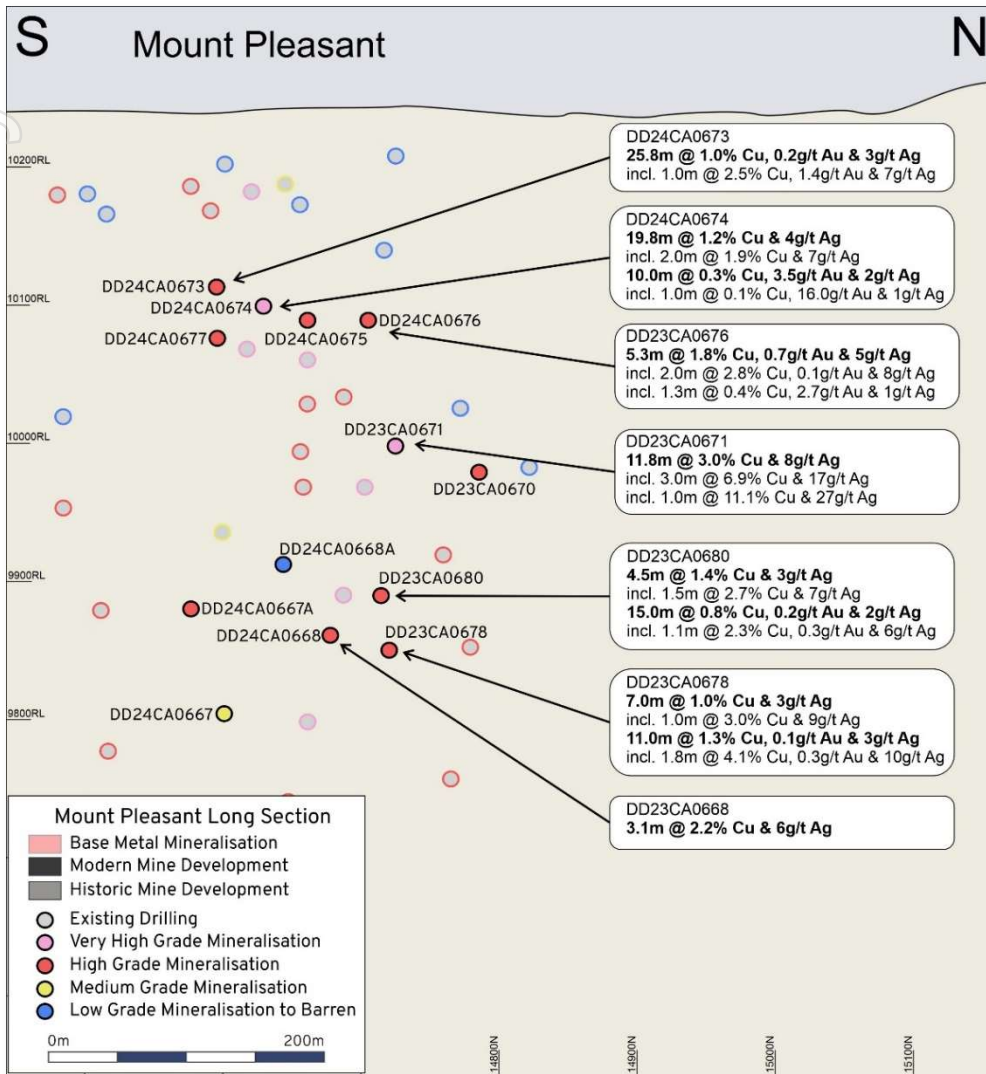 S
Mount Pleasant
N
10200RL
10100RL
10000RL
9900RL
9800RL
DD24CA0673
DD24CA0674
DD24CA0677
DD24CA0675
DD24CA0676
DD23CA0671
DD23CA0670
DD24CA0668A
DD23CA0680
DD24CA0667A
DD24CA0668
DD23CA0678
DD24CA0667
DD24CA0673
25.8m @ 1.0% Cu, 0.2g/t Au & 3g/t Ag
incl. 1.0m @ 2.5% Cu, 1.4g/t Au & 7g/t Ag
DD24CA0674
19.8m @ 1.2% Cu & 4g/t Ag
incl. 2.0m @ 1.9% Cu & 7g/t Ag
10.0m @ 0.3% Cu, 3.5g/t Au & 2g/t Ag
incl. 1.0m @ 0.1% Cu, 16.0g/t Au & 1g/t Ag
DD23CA0676
5.3m @ 1.8% Cu, 0.7g/t Au & 5g/t Ag
incl. 2.0m @ 2.8% Cu, 0.1g/t Au & 8g/t Ag
incl. 1.3m @ 0.4% Cu, 2.7g/t Au & 1g/t Ag
DD23CA0671
11.8m @ 3.0% Cu & 8g/t Ag
incl. 3.0m @ 6.9% Cu & 17g/t Ag
incl. 1.0m @ 11.1% Cu & 27g/t Ag
DD23CA0680
4.5m @ 1.4% Cu & 3g/t Ag
incl. 1.5m @ 2.7% Cu & 7g/t Ag
15.0m @ 0.8% Cu, 0.2g/t Au & 2g/t Ag
incl. 1.1m @ 2.3% Cu, 0.3g/t Au & 6g/t Ag
DD23CA0678
7.0m @ 1.0% Cu & 3g/t Ag
incl. 1.0m @ 3.0% Cu & 9g/t Ag
11.0m @ 1.3% Cu, 0.1g/t Au & 3g/t Ag
incl. 1.8m @ 4.1% Cu, 0.3g/t Au & 10g/t Ag
DD23CA0668
3.1m @ 2.2% Cu & 6g/t Ag
Mount Pleasant Long Section
Base Metal Mineralisation
Modern Mine Development
Historic Mine Development
Existing Drilling
Very High Grade Mineralisation
High Grade Mineralisation
Medium Grade Mineralisation
Low Grade Mineralisation to Barren
0m
200m
14800N
14900N
15000N
15100N